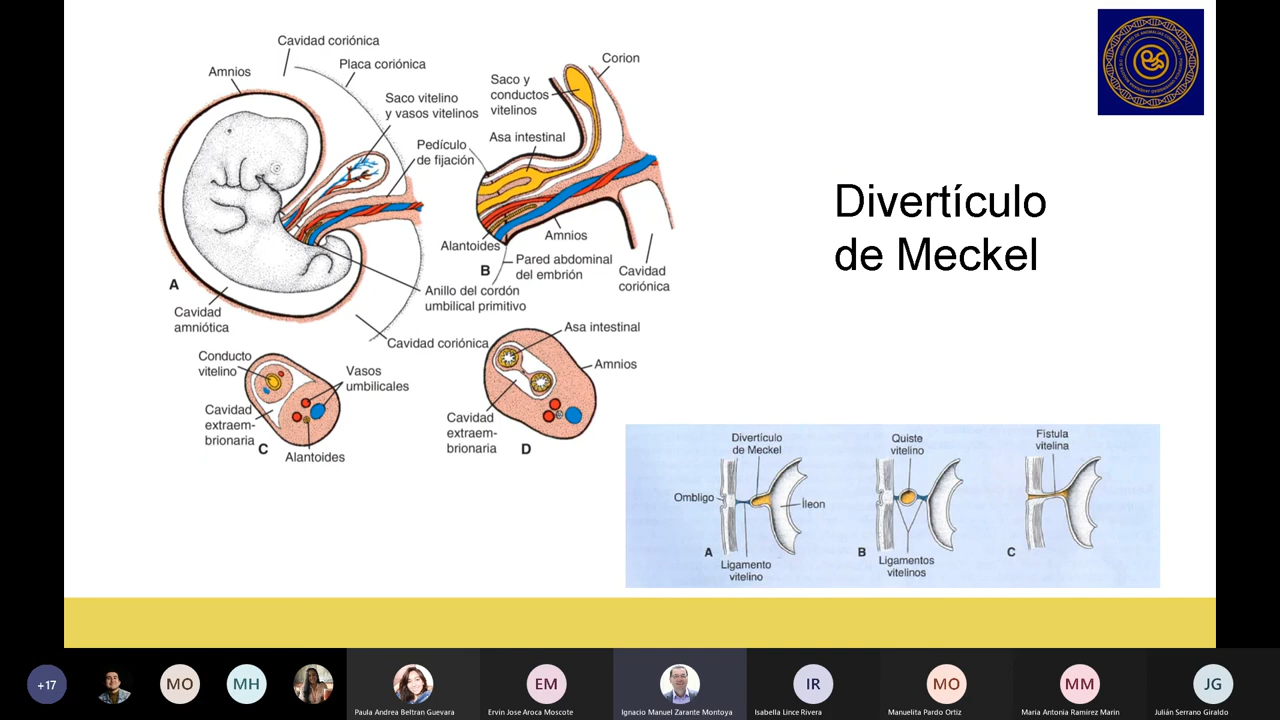 Cavidad coriónica
Placa coriónica
Amnios
Saco vitelino
y vasos vitelinos
Pedículo
de fijación
A
Cavidad
amniótica
Anillo del cordón
umbilical primitivo
Cavidad coriónica
Corion
Saco y
conductos
vitelinos
Asa intestinal
Alantoides
Amnios
B
Pared abdominal
del embrión
Cavidad
coriónica
Conducto
vitelino
Vasos
umbilicales
Cavidad
extraem-
brionaria
C
Alantoides
Asa intestinal
Amnios
Cavidad
extraem-
brionaria
D
Divertículo
de Meckel
Divertículo
de Meckel
Ombligo
Íleon
A
Ligamento
vitelino
Quiste
vitelino
B
Ligamentos
vitelinos
Fístula
vitelina
C
+17
MO
MH
Paula Andrea Beltran Guevara
EM
Ervin Jose Aroca Moscote
Ignacio Manuel Zarante Montoya
IR
Isabella Lince Rivera
MO
Manuelita Pardo Ortiz
MM
Maria Antonia Ramirez Marin
JG
Julián Serrano Giraldo